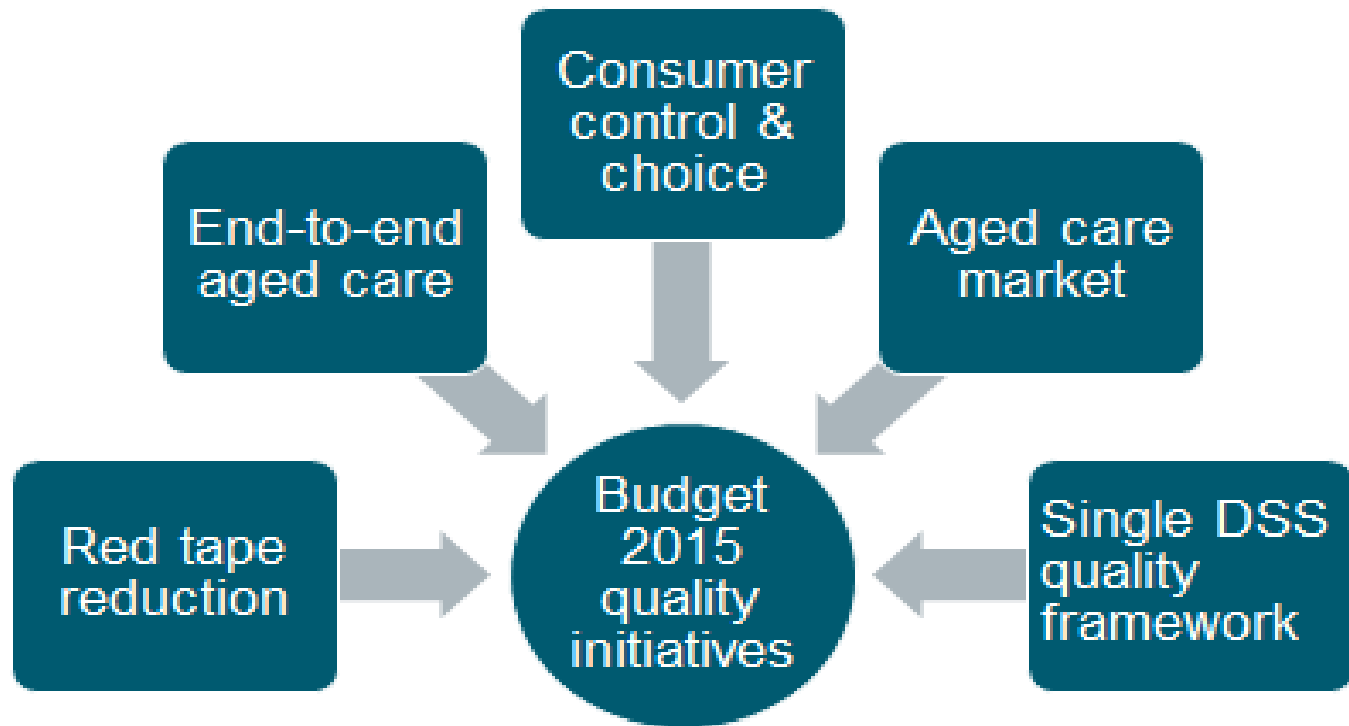 Consumer
control &
choice
End-to-end
aged care
Aged care
market
Red tape
reduction
Budget
2015
quality
initiatives
Single DSS
quality
framework